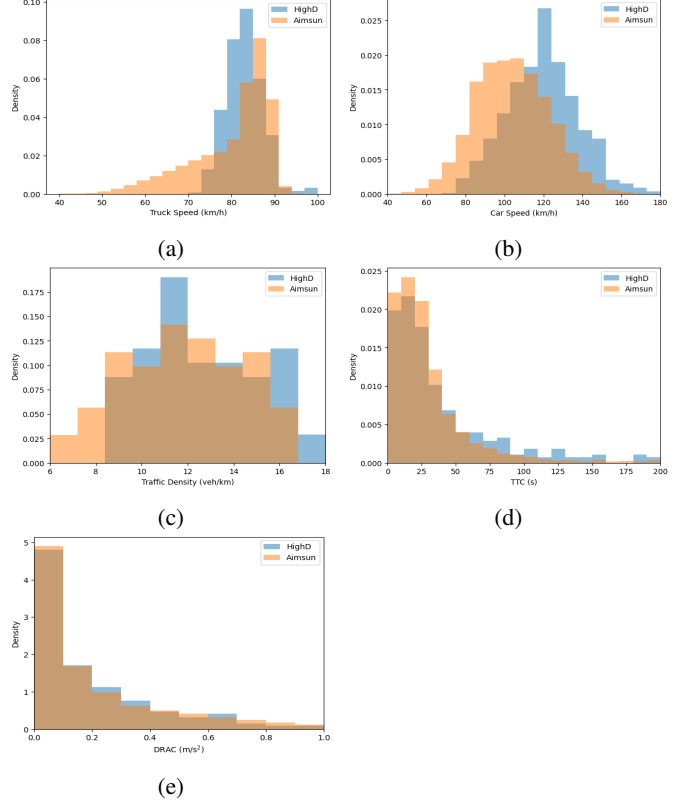 0.10
0.08
0.06
0.04
0.02
0.00
Density
40 50 60 70 80 90 100
Truck Speed (km/h)
HighD
Aimsun
(a)
0.025
0.020
0.015
0.010
0.005
0.000
Density
40 60 80 100 120 140 160 180
Car Speed (km/h)
HighD
Aimsun
(b)
0.175
0.150
0.125
0.100
0.075
0.050
0.025
0.000
Density
6 8 10 12 14 16 18
Traffic Density (veh/km)
HighD
Aimsun
(c)
0.025
0.020
0.015
0.010
0.005
0.000
Density
0 25 50 75 100 125 150 175 200
TTC (s)
HighD
Aimsun
(d)
5
4
3
2
1
0
Density
0.0 0.2 0.4 0.6 0.8 1.0
DRAC (m/s²)
HighD
Aimsun
(e)